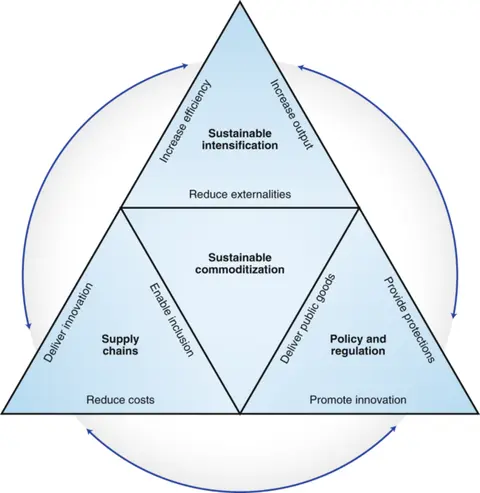 Increase efficiency
Increase output
Sustainable
intensification
Reduce externalities
Sustainable
commoditization
Deliver innovation
Enable inclusion
Deliver public goods
Provide protections
Supply
chains
Policy and
regulation
Reduce costs
Promote innovation